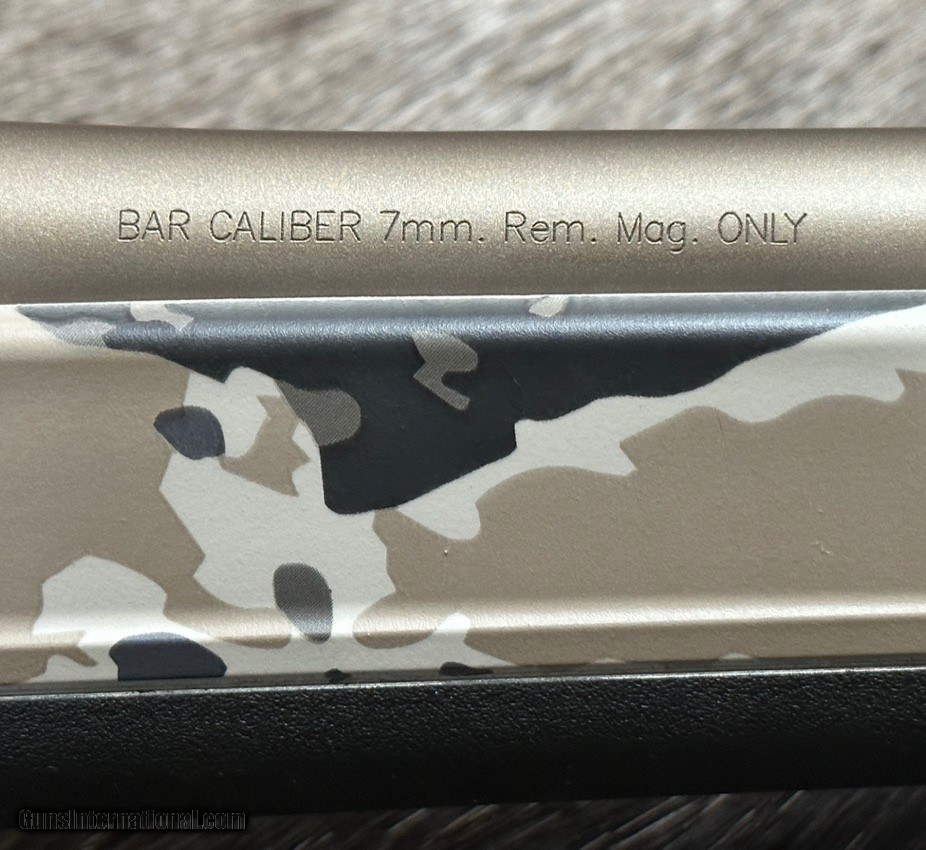 BAR CALIBER 7mm. Rem. Mag. ONLY
GunsInternational.com